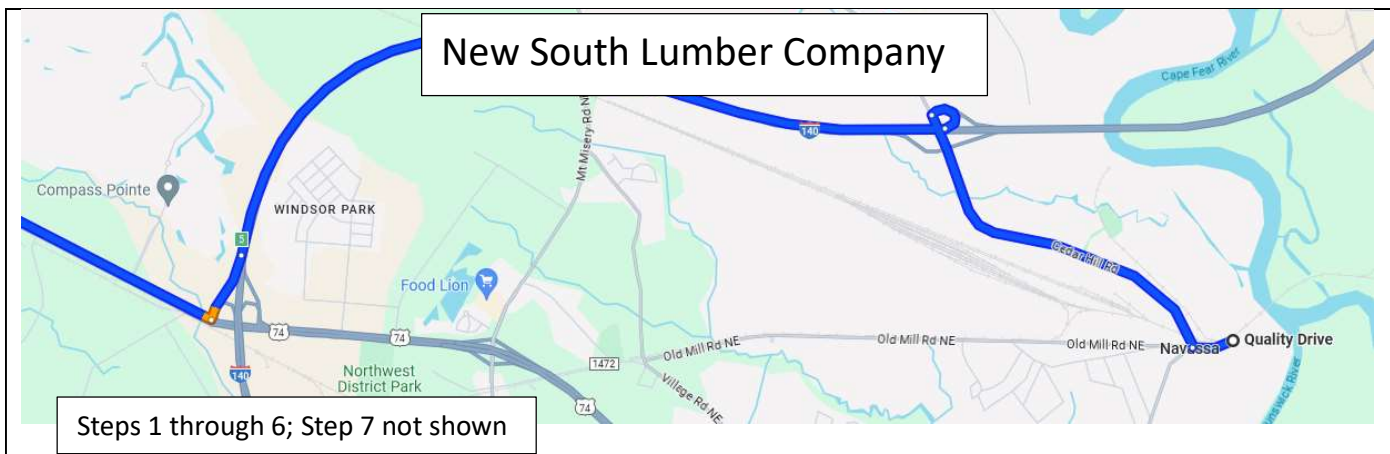 New South Lumber Company
Cape Fear River
140
Mt Misery Rd NE
Compass Pointe
WINDSOR PARK
5
Cedar Hill Rd
Food Lion
74
74
Old Mill Rd NE
Old Mill Rd NE
Old Mill Rd NE
Navassa
Quality Drive
1472
140
Northwest
District Park
Village Rd NE
74
Steps 1 through 6; Step 7 not shown